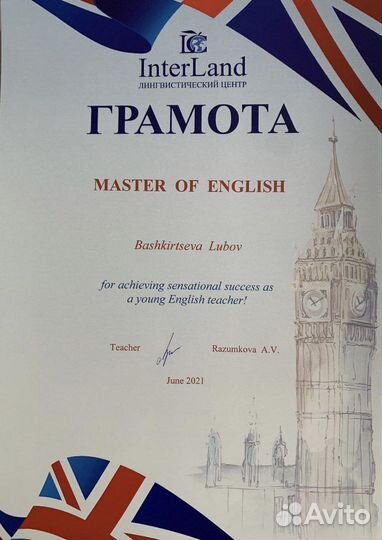 InterLand
ЛИНГВИСТИЧЕСКИЙ ЦЕНТР
ГРАМОТА
MASTER OF ENGLISH
Bashkirtseva Lubov
for achieving sensational success as
a young English teacher!
Teacher Razumkova A.V.
June 2021
Avito